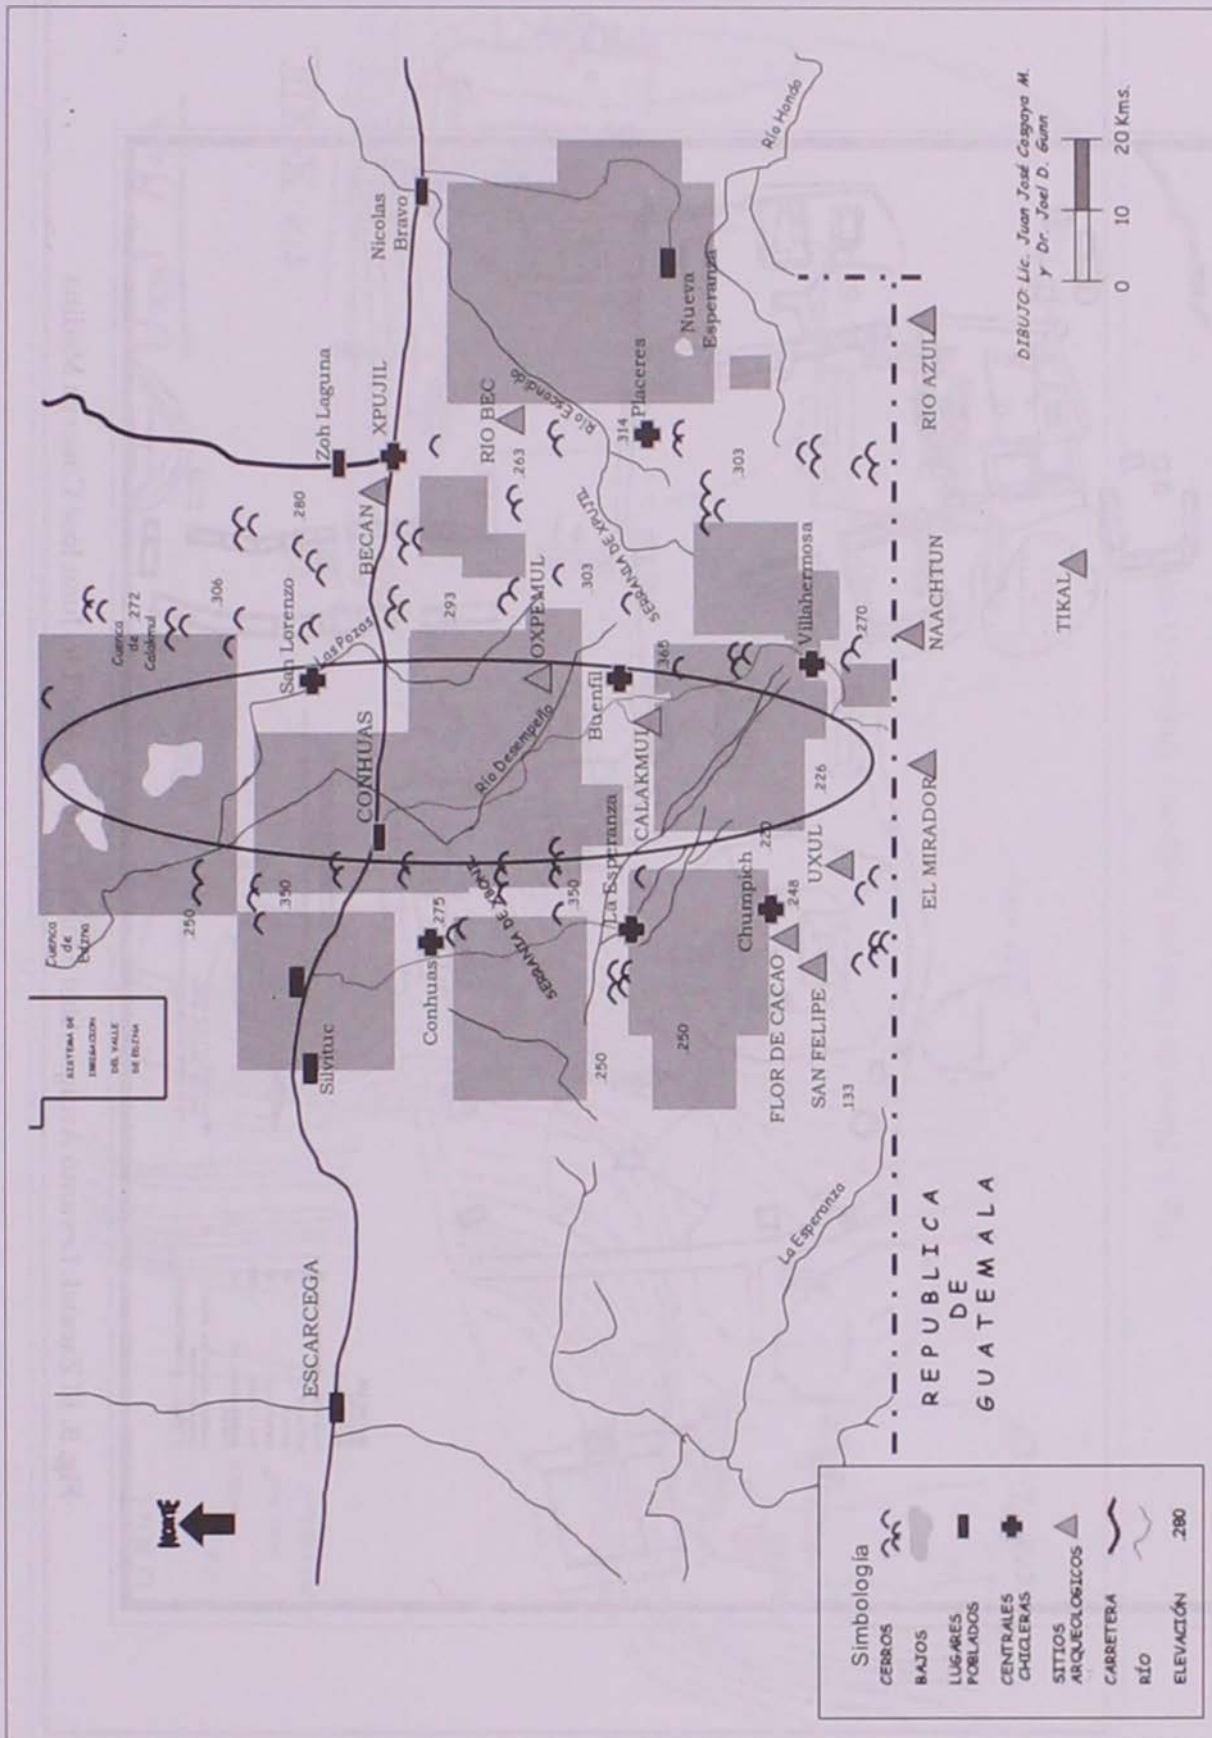 NORTE
SISTEMA DE
IRRIGACION
DEL VALLE
DE EDZNA
Cuenca
de
Edzna
Cuenca
de
Calakmul
.272
.306
.280
.250
.350
San Lorenzo
Zoh Laguna
XPUJIL
BECAN
Nicolas
Bravo
ESCARCEGA
Silvituc
CONHUAS
Las Pozas
.293
.263
RIO BEC
Conhuas
.275
SERRANIA DE
Río Desempeño
OXPEMUL
.303
.350
Río Escondido
SERRANIA DE XPUJIL
.314
Placeres
Nueva
Esperanza
Río Hondo
.250
La Esperanza
Buenfil
.365
CALAKMUL
.250
.303
Chumpich
.220
.248
.226
Villahermosa
.270
FLOR DE CACAO
SAN FELIPE
.133
UXUL
La Esperanza
EL MIRADOR
NAACHTUN
RIO AZUL
TIKAL
REPUBLICA
DE
GUATEMALA
DIBUJO: Lic. Juan José Cosgaya M.
y Dr. Joel D. Gunn
0 10 20 Kms.
Simbología
CERROS
BAJOS
LUGARES
POBLADOS
CENTRALES
CHICLERAS
SITIOS
ARQUEOLOGICOS
CARRETERA
RÍO
ELEVACIÓN .280